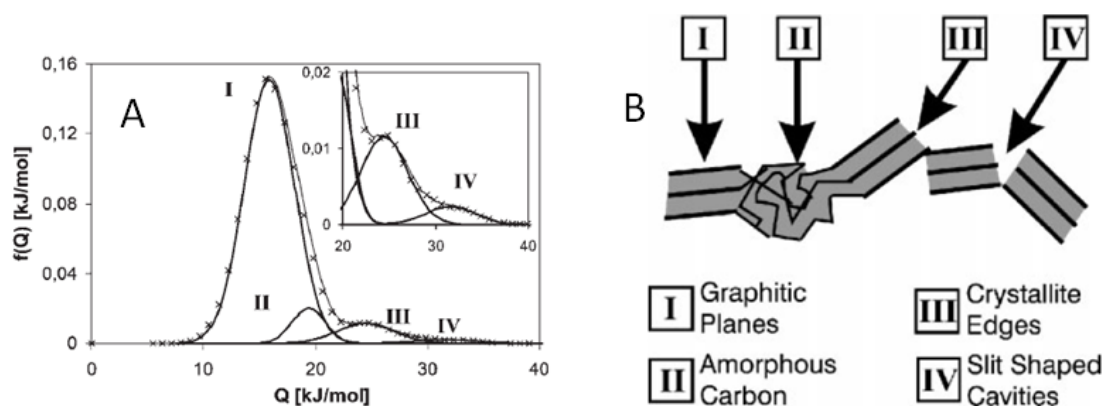 A
0,16
0,12
0,08
0,04
0
f(Q) [kJ/mol]
0 10 20 30 40
Q [kJ/mol]
I
II
III
IV
0,02
0,01
0
20 30 40
III
IV
B
I II III IV
I Graphitic
Planes
II Amorphous
Carbon
III Crystallite
Edges
IV Slit Shaped
Cavities